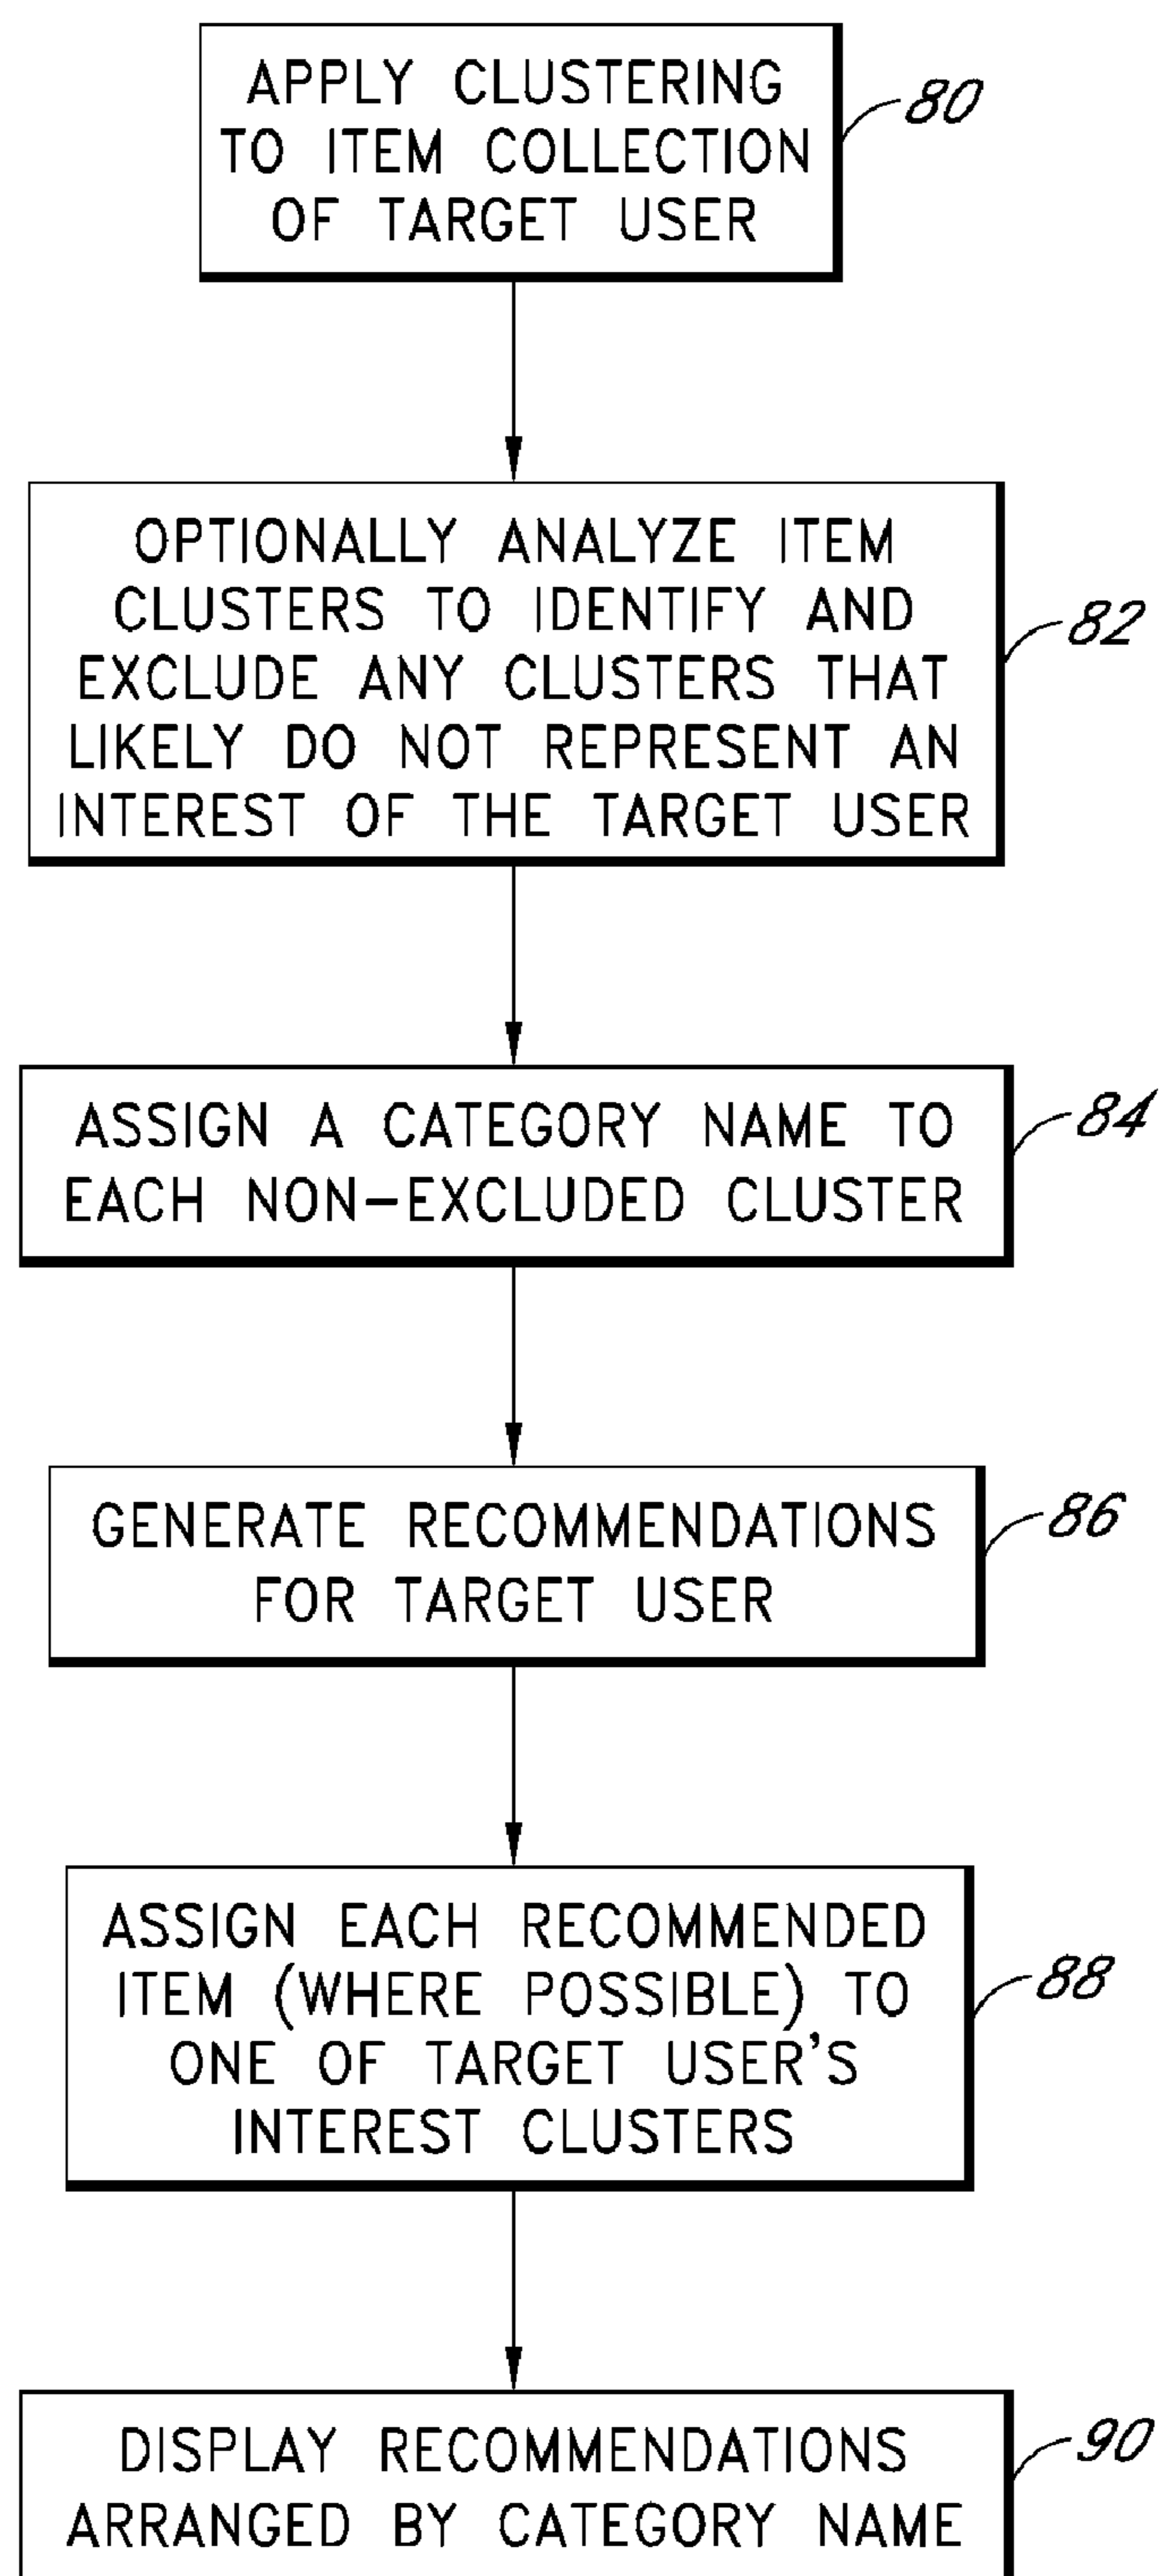 APPLY CLUSTERING
TO ITEM COLLECTION
OF TARGET USER
80
OPTIONALLY ANALYZE ITEM
CLUSTERS TO IDENTIFY AND
EXCLUDE ANY CLUSTERS THAT
LIKELY DO NOT REPRESENT AN
INTEREST OF THE TARGET USER
82
ASSIGN A CATEGORY NAME TO
EACH NON-EXCLUDED CLUSTER
84
GENERATE RECOMMENDATIONS
FOR TARGET USER
86
ASSIGN EACH RECOMMENDED
ITEM (WHERE POSSIBLE) TO
ONE OF TARGET USER'S
INTEREST CLUSTERS
88
DISPLAY RECOMMENDATIONS
ARRANGED BY CATEGORY NAME
90